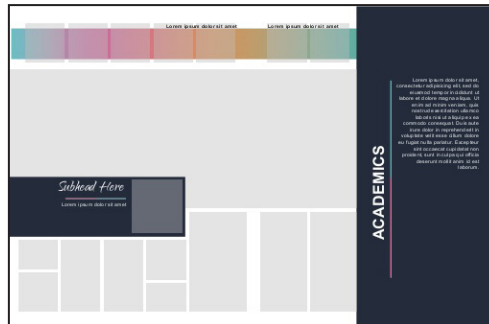 Lorem ipsum dolor sit amet
Lorem ipsum dolor sit amet
Subhead Here
Lorem ipsum dolor sit amet
ACADEMICS
Lorem ipsum dolor sit amet,
consectetur adipiscing elit, sed do
eiusmod tempor incididunt ut
labore et dolore magna aliqua. Ut
enim ad minim veniam, quis
nostrud exercitation ullamco
laboris nisi ut aliquip ex ea
commodo consequat. Duis aute
irure dolor in reprehenderit in
voluptate velit esse cillum dolore
eu fugiat nulla pariatur. Excepteur
sint occaecat cupidatat non
proident, sunt in culpa qui officia
deserunt mollit anim id est
laborum.